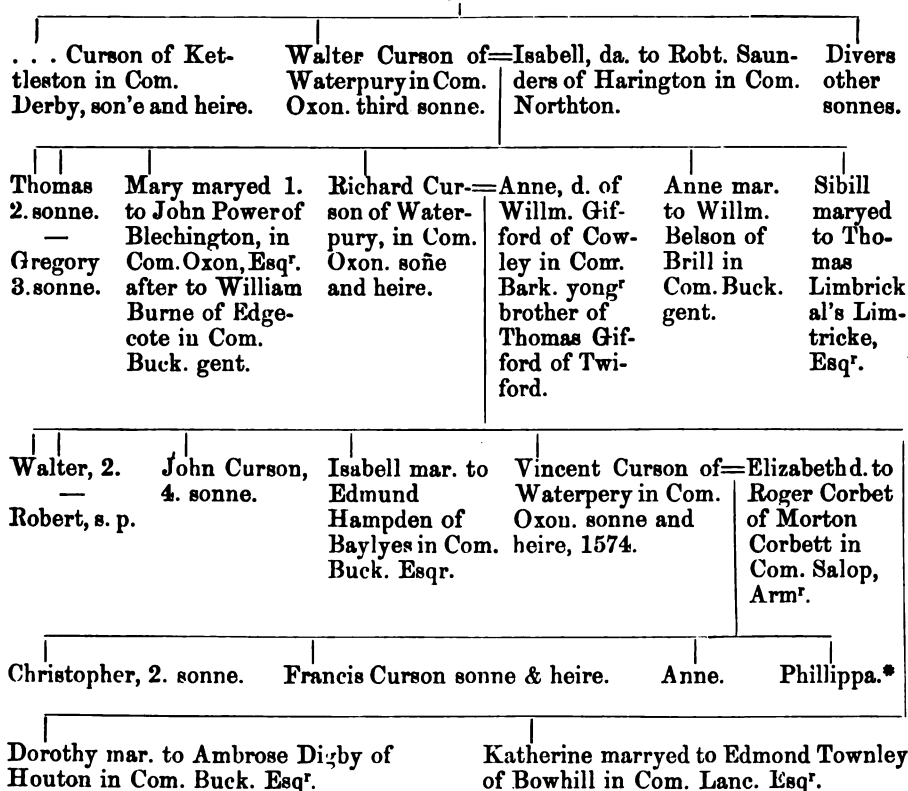 . . . Curson of Ket-
tleston in Com.
Derby, son'e and heire.
Walter Curson of=
Waterpury in Com.
Oxon. third sonne.
Isabell, da. to Robt. Saun-
ders of Harington in Com.
Northton.
Divers
other
sonnes.
Thomas
2. sonne.
—
Gregory
3. sonne.
Mary maryed 1.
to John Power of
Blechington, in
Com. Oxon, Esqʳ.
after to William
Burne of Edge-
cote in Com.
Buck. gent.
Richard Cur-=
son of Water-
pury, in Com.
Oxon. soñe
and heire.
Anne, d. of
Willm. Gif-
ford of Cow-
ley in Com.
Bark. yongʳ
brother of
Thomas Gif-
ford of Twi-
ford.
Anne mar.
to Willm.
Belson of
Brill in
Com. Buck.
gent.
Sibill
maryed
to Tho-
mas
Limbrick
al's Lim-
tricke,
Esqʳ.
Walter, 2.
—
Robert, s. p.
John Curson,
4. sonne.
Isabell mar. to
Edmund
Hampden of
Baylyes in Com.
Buck. Esqr.
Vincent Curson of=
Waterpery in Com.
Oxon. sonne and
heire, 1574.
Elizabeth d. to
Roger Corbet
of Morton
Corbett in
Com. Salop,
Armʳ.
Christopher, 2. sonne.
Francis Curson sonne & heire.
Anne.
Phillippa.*
Dorothy mar. to Ambrose Digby of
Houton in Com. Buck. Esqʳ.
Katherine marryed to Edmond Townley
of Bowhill in Com. Lanc. Esqʳ.